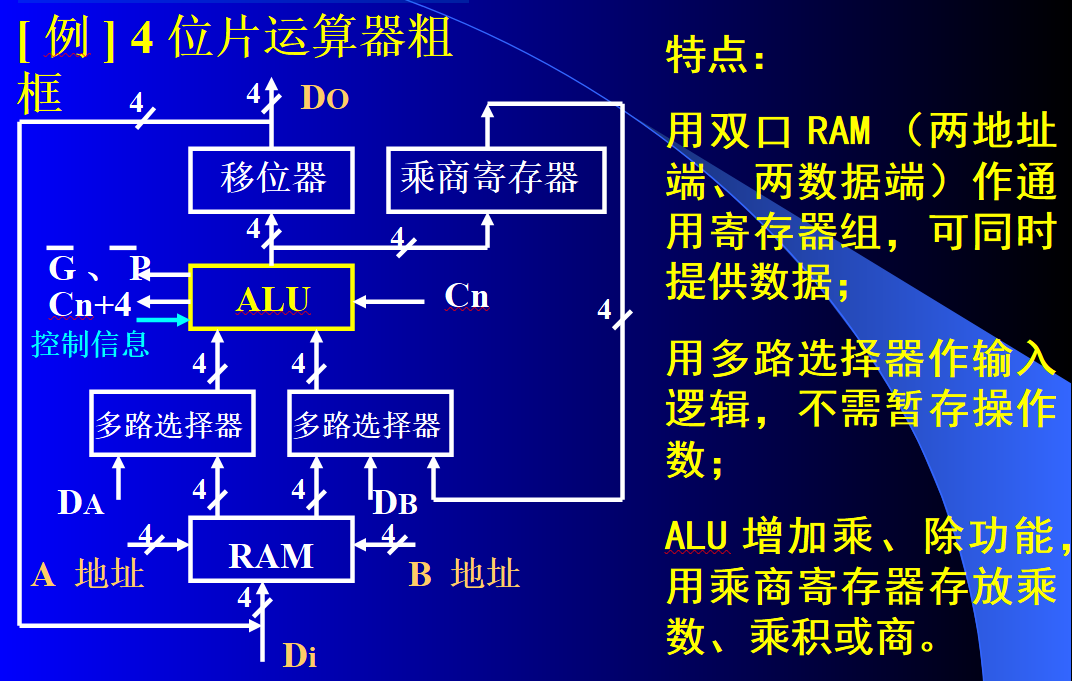 [ 例 ] 4 位片运算器粗
框
4
4
DO
移位器
乘商寄存器
4
4
G 、 P
Cn+4
ALU
Cn
控制信息
4
4
4
多路选择器
多路选择器
4
4
DA
DB
4
4
RAM
A 地址
B 地址
4
Di
特点：
用双口 RAM （两地址
端、两数据端）作通
用寄存器组，可同时
提供数据；
用多路选择器作输入
逻辑，不需暂存操作
数；
ALU 增加乘、除功能，
用乘商寄存器存放乘
数、乘积或商。